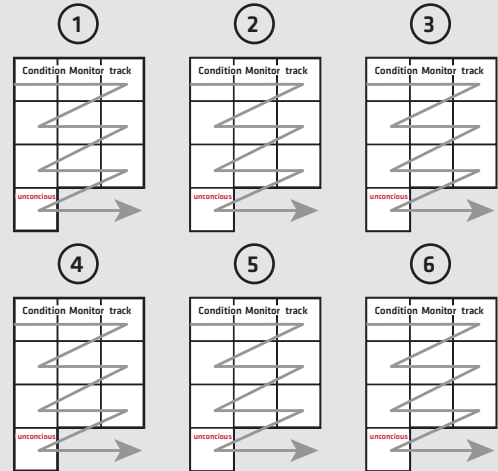 1 2 3
Condition Monitor track Condition Monitor track Condition Monitor track
unconcious unconcious unconcious
4 5 6
Condition Monitor track Condition Monitor track Condition Monitor track
unconcious unconcious unconcious